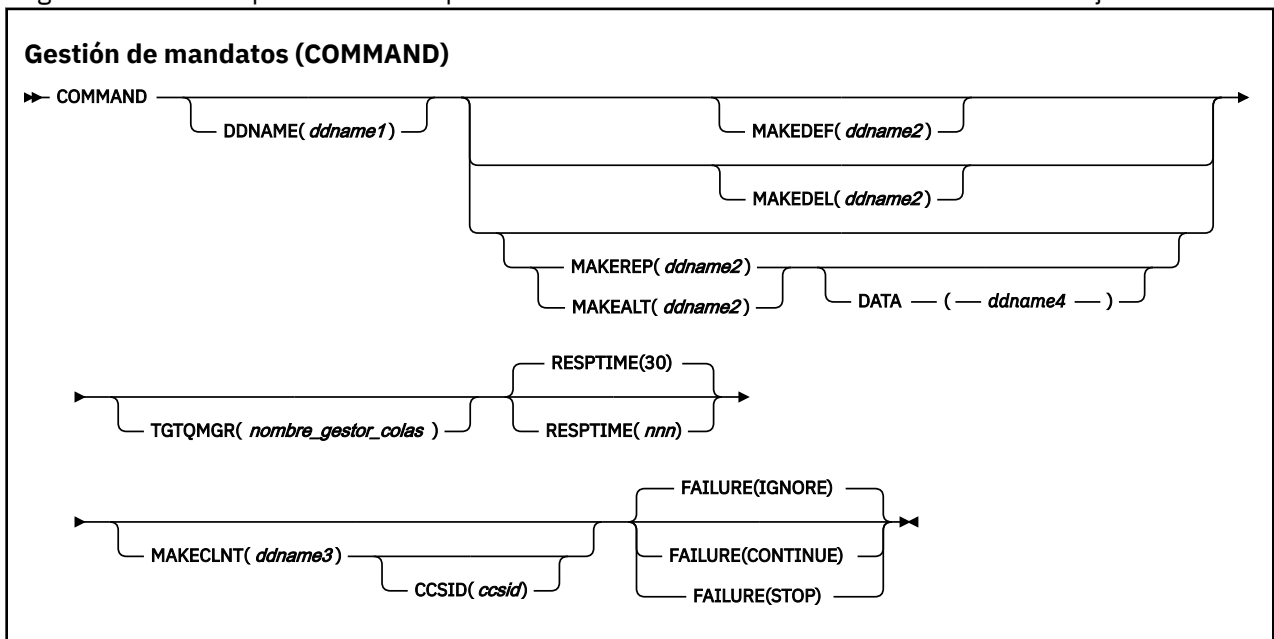 Gestión de mandatos (COMMAND)
COMMAND
DDNAME( ddname1 )
MAKEDEF( ddname2 )
MAKEDEL( ddname2 )
MAKEREP( ddname2 )
MAKEALT( ddname2 )
DATA ( ddname4 )
RESPTIME(30)
TGTQMGR( nombre_gestor_colas )
RESPTIME( nnn)
FAILURE(IGNORE)
MAKECLNT( ddname3 )
FAILURE(CONTINUE)
CCSID( ccsid)
FAILURE(STOP)